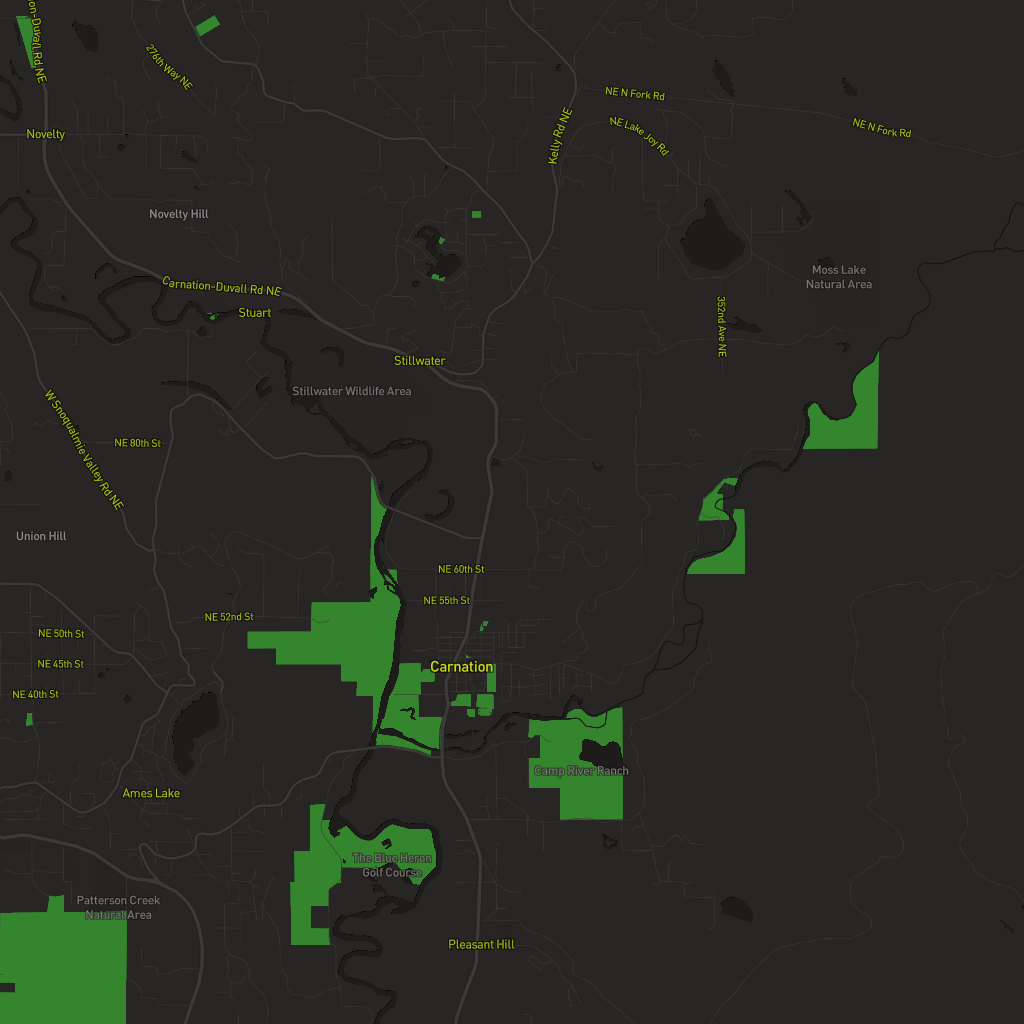 on-Duvall Rd NE
276th Way NE
NE N Fork Rd
Kelly Rd NE
NE Lake Joy Rd
NE N Fork Rd
Novelty
Novelty Hill
Moss Lake
Natural Area
Carnation-Duvall Rd NE
Stuart
352nd Ave NE
Stillwater
Stillwater Wildlife Area
W Snoqualmie Valley Rd NE
NE 80th St
Union Hill
NE 60th St
NE 55th St
NE 52nd St
NE 50th St
NE 45th St
Carnation
NE 40th St
Camp River Ranch
Ames Lake
The Blue Heron
Golf Course
Patterson Creek
Natural Area
Pleasant Hill